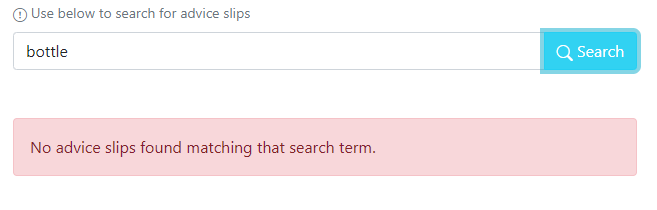 Use below to search for advice slips
bottle
Search
No advice slips found matching that search term.